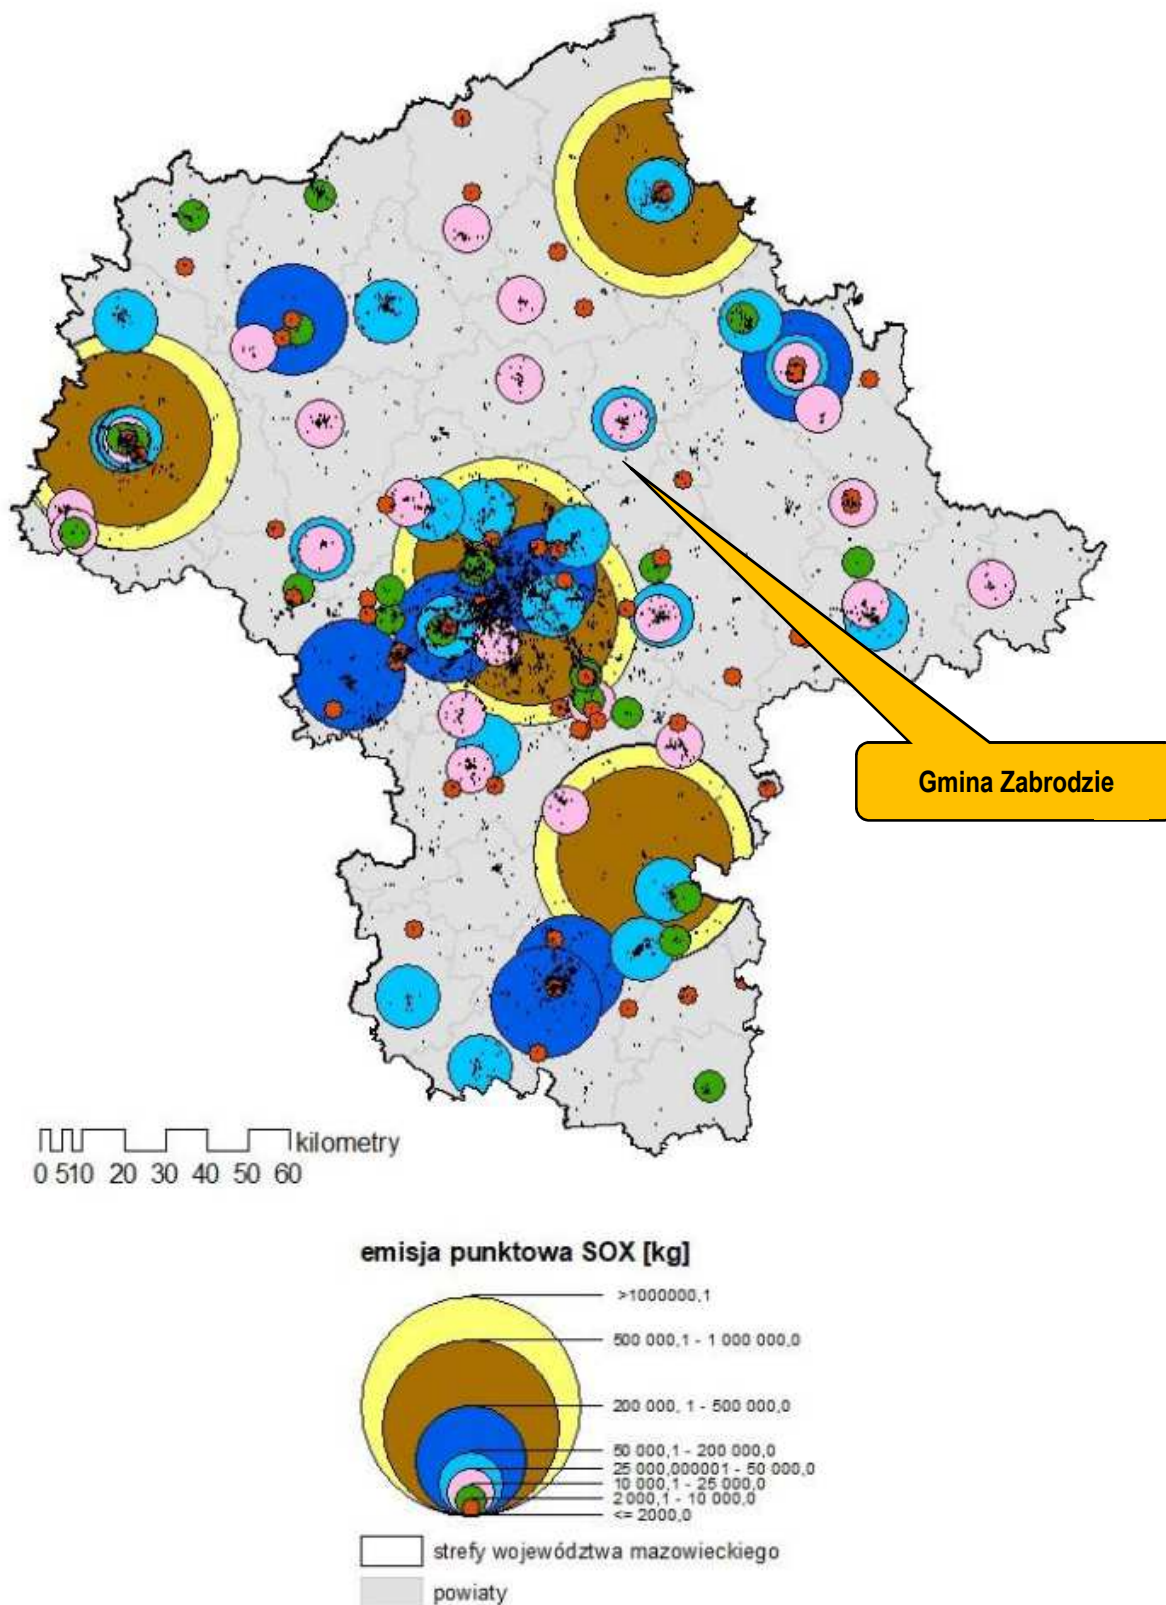 Gmina Zabrodzie
kilometry
0 510 20 30 40 50 60
emisja punktowa SOX [kg]
>1000000,1
500 000,1 - 1 000 000,0
200 000, 1 - 500 000,0
50 000,1 - 200 000,0
25 000,000001 - 50 000,0
10 000,1 - 25 000,0
2 000,1 - 10 000,0
<= 2000,0
strefy województwa mazowieckiego
powiaty